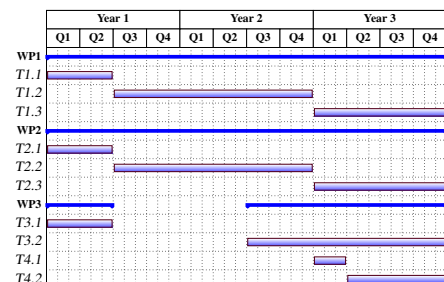 Year 1 Year 2 Year 3
Q1 Q2 Q3 Q4 Q1 Q2 Q3 Q4 Q1 Q2 Q3 Q4
WP1
T1.1
T1.2
T1.3
WP2
T2.1
T2.2
T2.3
WP3
T3.1
T3.2
T4.1
T4.2